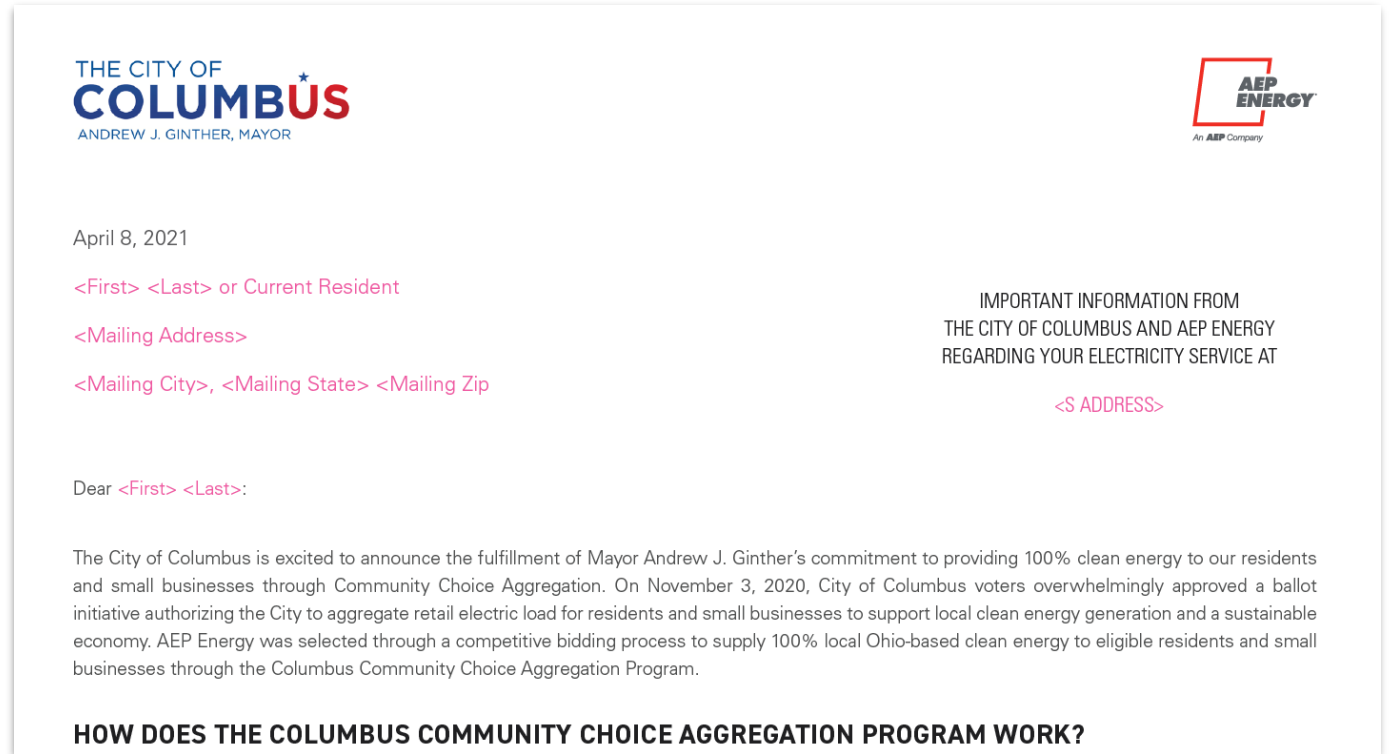 THE CITY OF
COLUMBUS
ANDREW J. GINTHER, MAYOR
AEP
ENERGY
An AEP Company
April 8, 2021
<First> <Last> or Current Resident
<Mailing Address>
<Mailing City>, <Mailing State> <Mailing Zip
IMPORTANT INFORMATION FROM
THE CITY OF COLUMBUS AND AEP ENERGY
REGARDING YOUR ELECTRICITY SERVICE AT
<S ADDRESS>
Dear <First> <Last>:
The City of Columbus is excited to announce the fulfillment of Mayor Andrew J. Ginther’s commitment to providing 100% clean energy to our residents
and small businesses through Community Choice Aggregation. On November 3, 2020, City of Columbus voters overwhelmingly approved a ballot
initiative authorizing the City to aggregate retail electric load for residents and small businesses to support local clean energy generation and a sustainable
economy. AEP Energy was selected through a competitive bidding process to supply 100% local Ohio-based clean energy to eligible residents and small
businesses through the Columbus Community Choice Aggregation Program.
HOW DOES THE COLUMBUS COMMUNITY CHOICE AGGREGATION PROGRAM WORK?